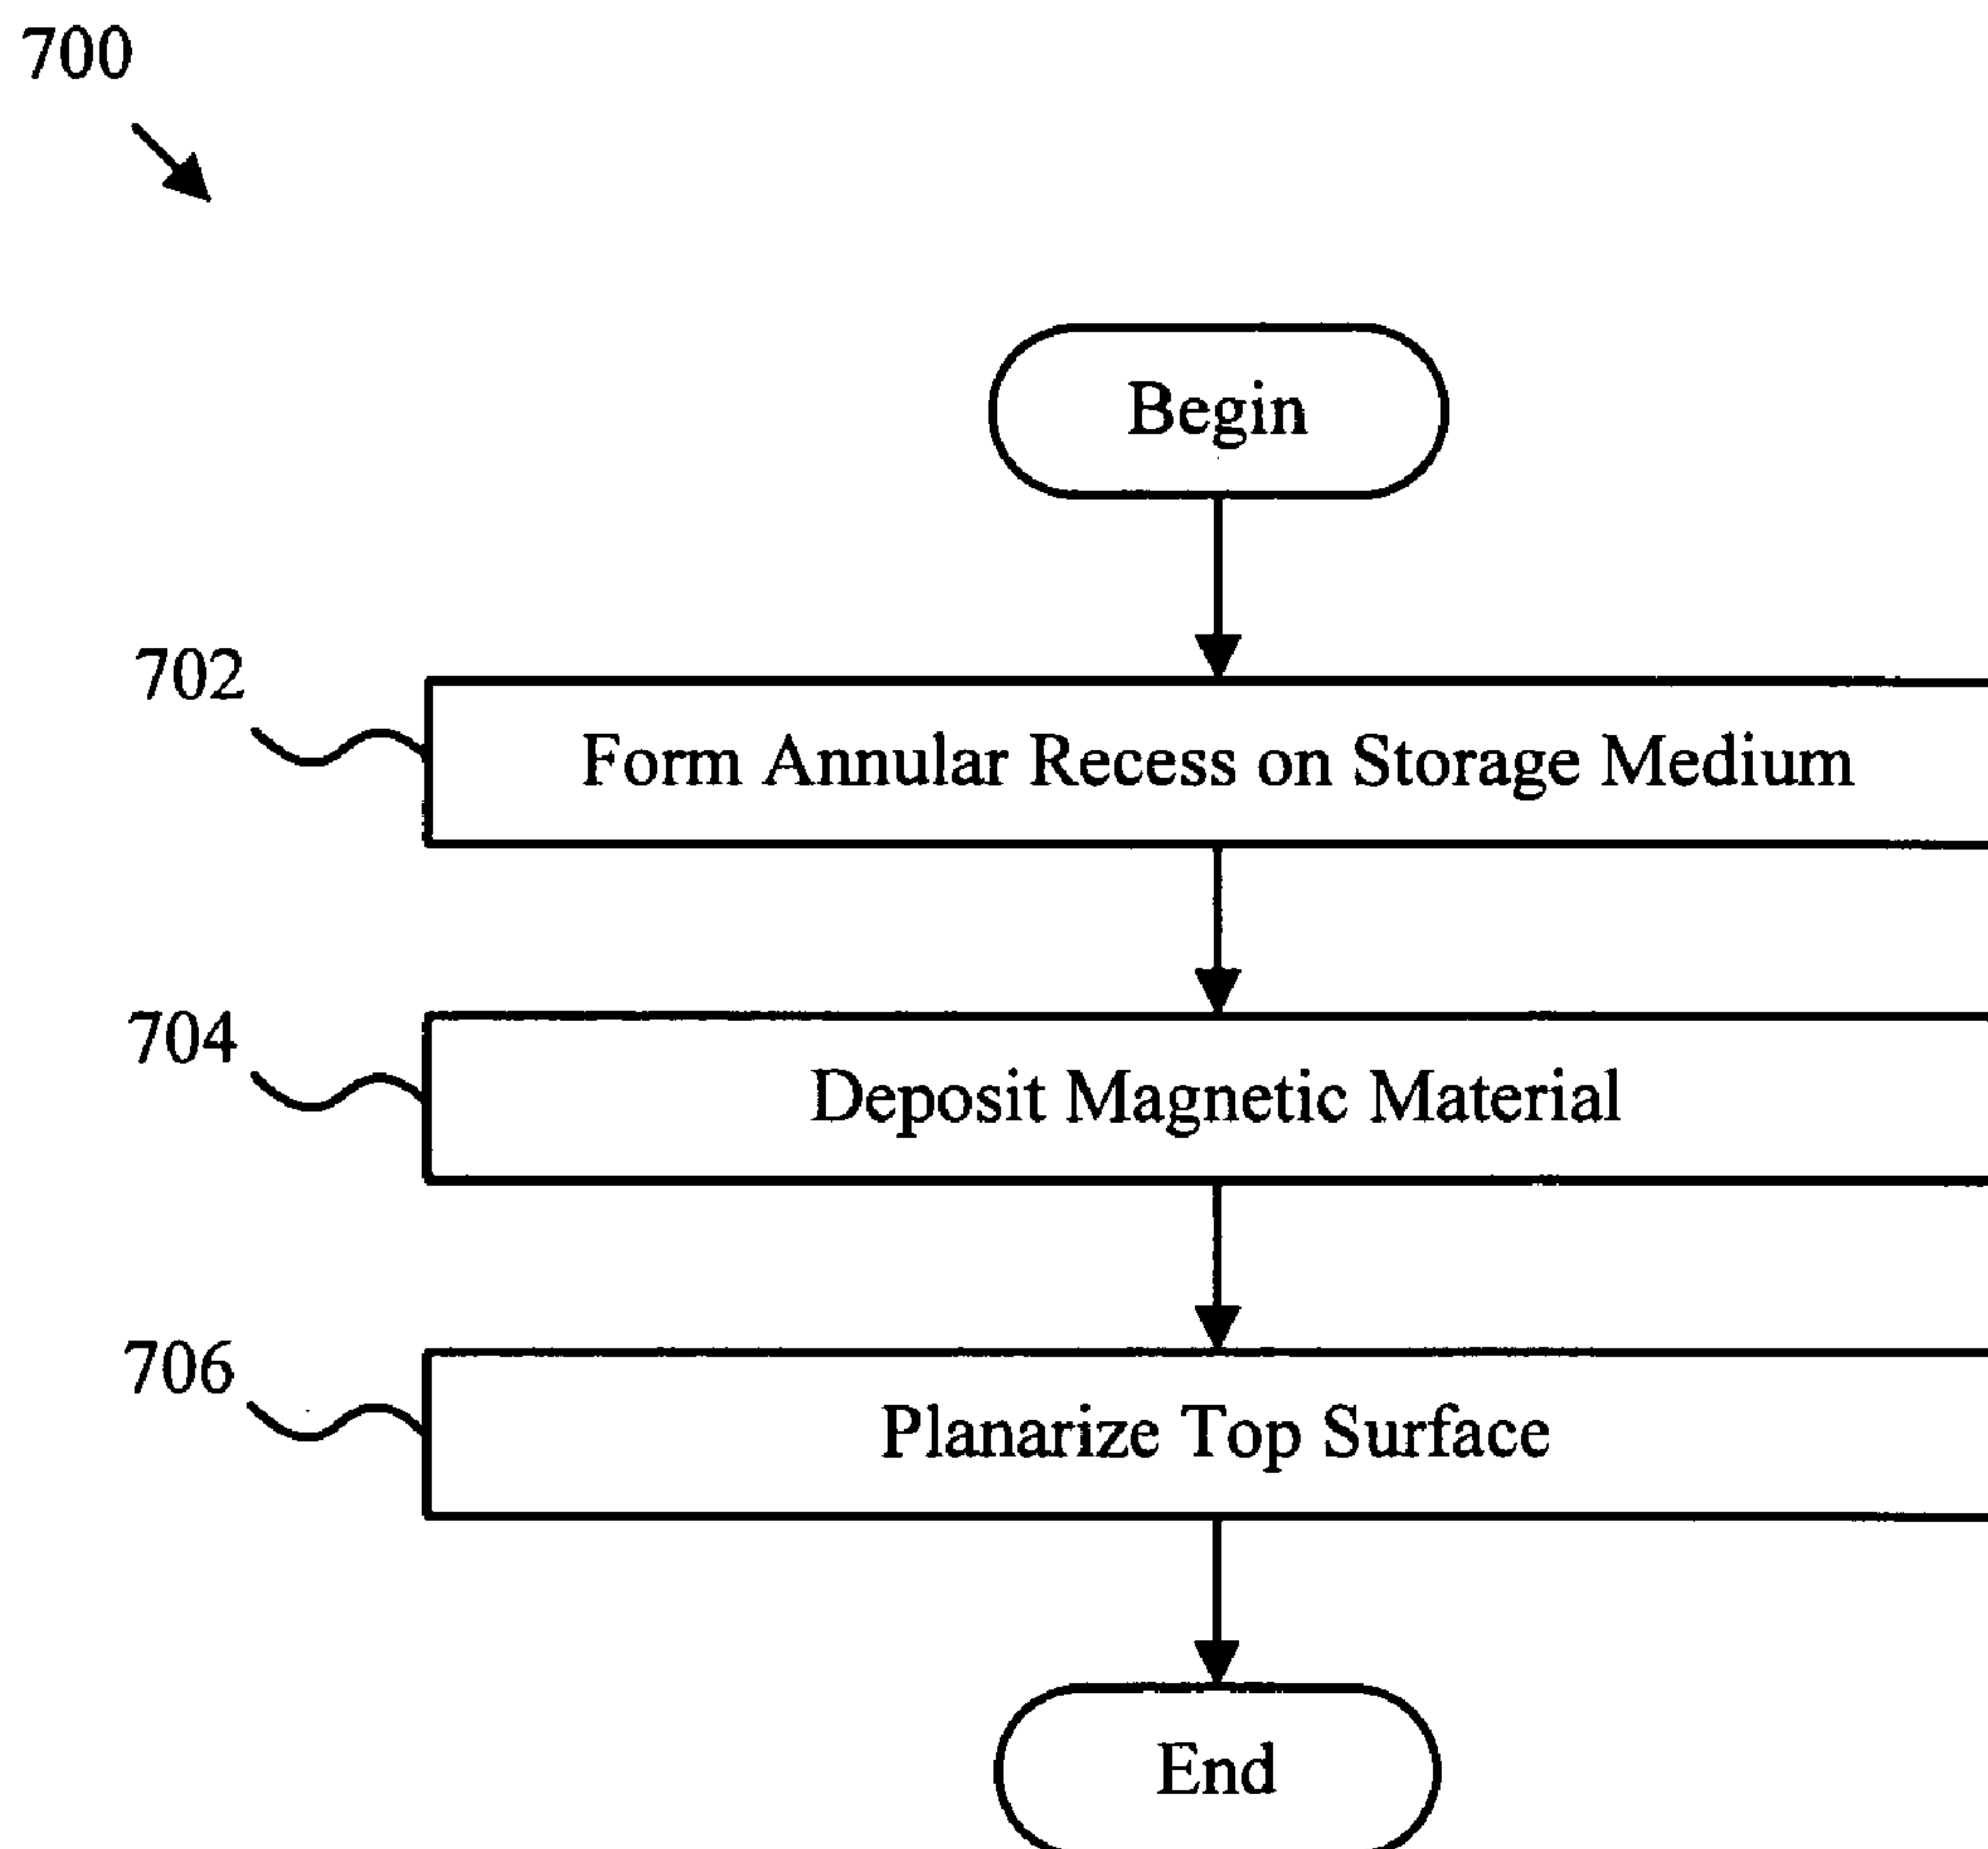 700
Begin
702
Form Annular Recess on Storage Medium
704
Deposit Magnetic Material
706
Planarize Top Surface
End